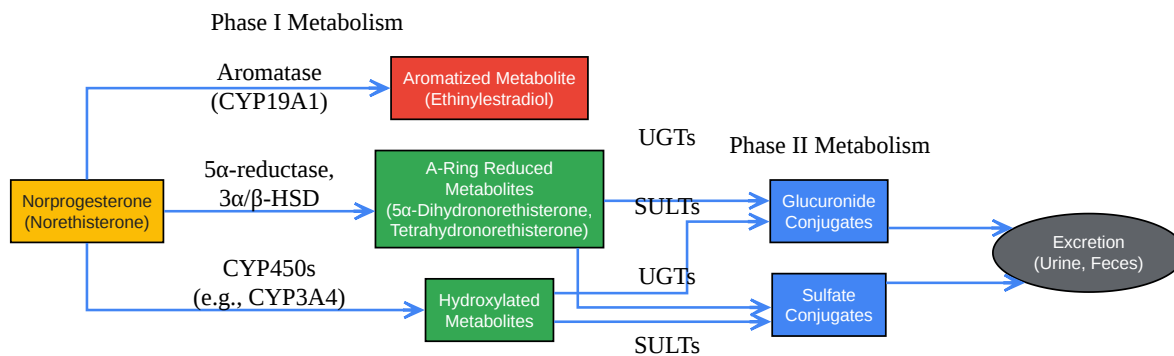 Phase I Metabolism
Aromatase
(CYP19A1)
Aromatized Metabolite
(Ethinylestradiol)
UGTs
Phase II Metabolism
5α-reductase,
3α/β-HSD
A-Ring Reduced
Metabolites
(5α-Dihydronorethisterone,
Tetrahydronorethisterone)
Norprogesterone
(Norethisterone)
SULTs
Glucuronide
Conjugates
Excretion
(Urine, Feces)
CYP450s
(e.g., CYP3A4)
Hydroxylated
Metabolites
UGTs
Sulfate
Conjugates
SULTs